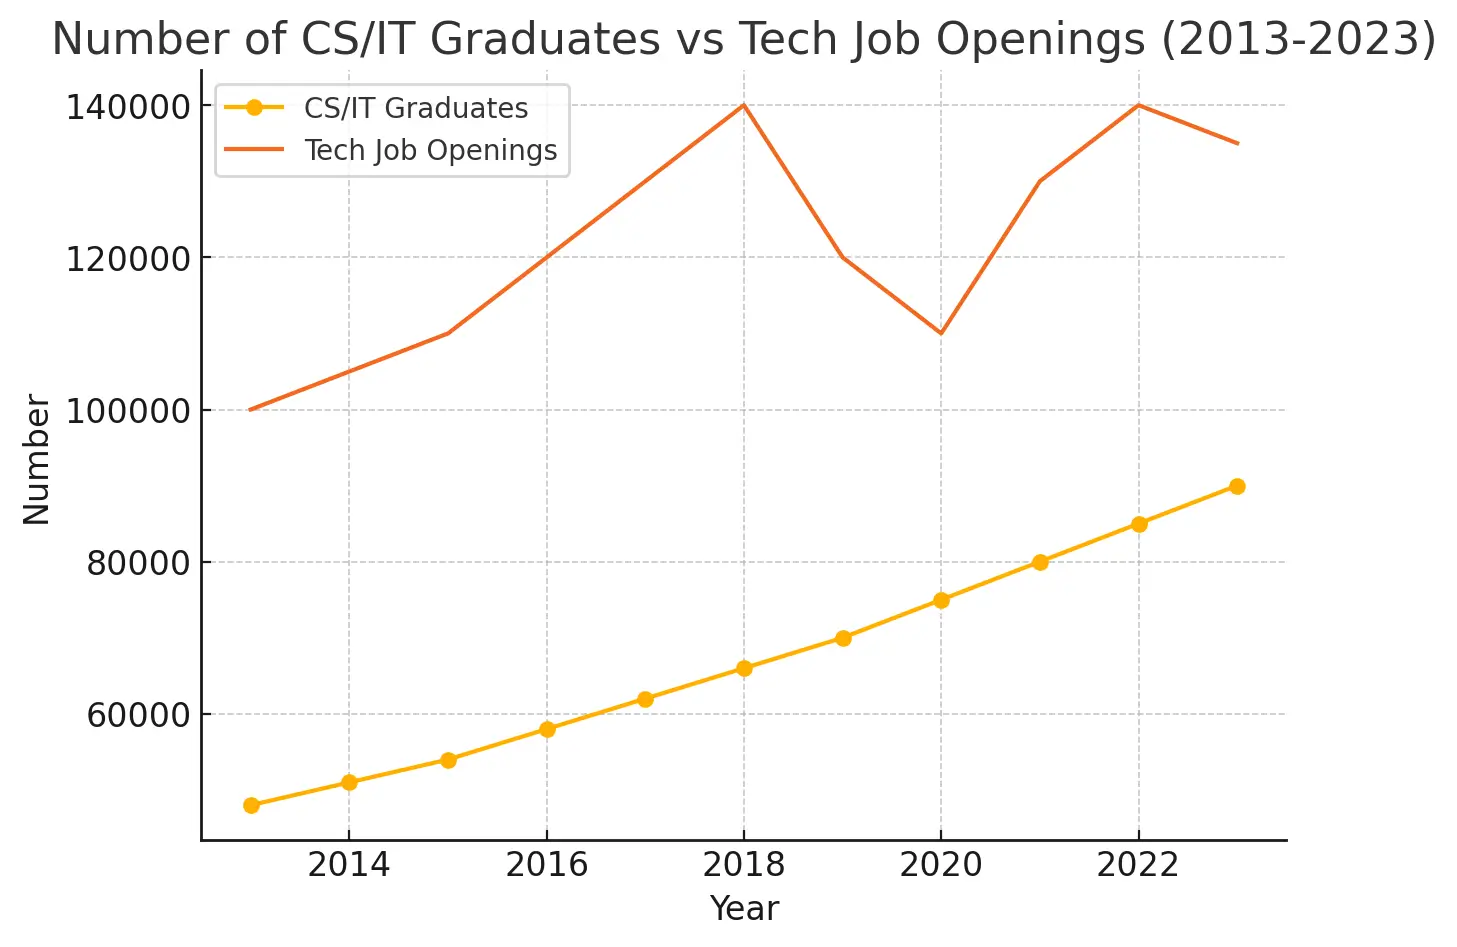 Number of CS/IT Graduates vs Tech Job Openings (2013-2023)
CS/IT Graduates
Tech Job Openings
140000
120000
100000
80000
60000
Number
2014 2016 2018 2020 2022
Year